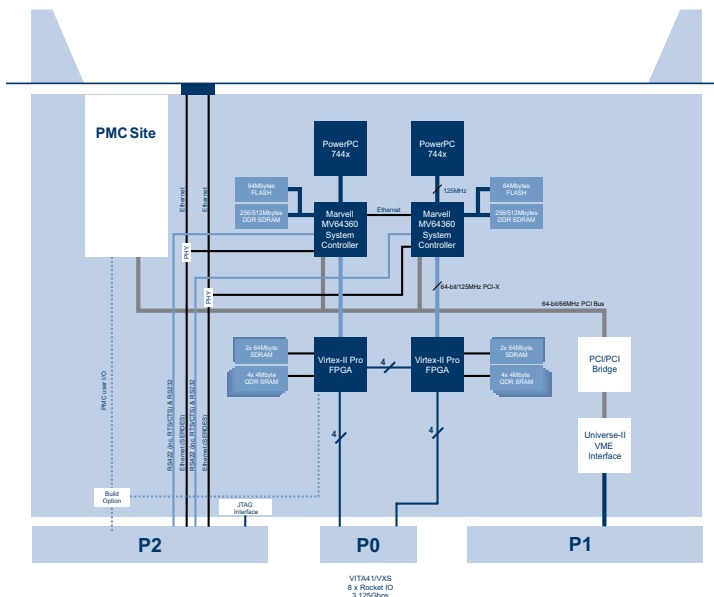 PMC Site
PowerPC
744x
PowerPC
744x
125MHz
64Mbytes
FLASH
256/512Mbytes
DDR SDRAM
Marvell
MV64360
System
Controller
Ethernet
Marvell
MV64360
System
Controller
64Mbytes
FLASH
256/512Mbytes
DDR SDRAM
Ethernet
Ethernet
PHY
PHY
64-bit/125MHz PCI-X
64-bit/66MHz PCI Bus
2x 64Mbyte
SDRAM
4x 4Mbyte
QDR SRAM
Virtex-II Pro
FPGA
4
Virtex-II Pro
FPGA
2x 64Mbyte
SDRAM
4x 4Mbyte
QDR SRAM
PCI/PCI
Bridge
4
4
Universe-II
VME
Interface
PMC user I/O
RS422 (inc. RTS/CTS) & RS232
Ethernet (SERDES)
RS422 (inc. RTS/CTS) & RS232
Ethernet (SERDES)
Build
Option
JTAG
Interface
P2
P0
P1
VITA41/VXS
8 x Rocket IO
3.125Gbps